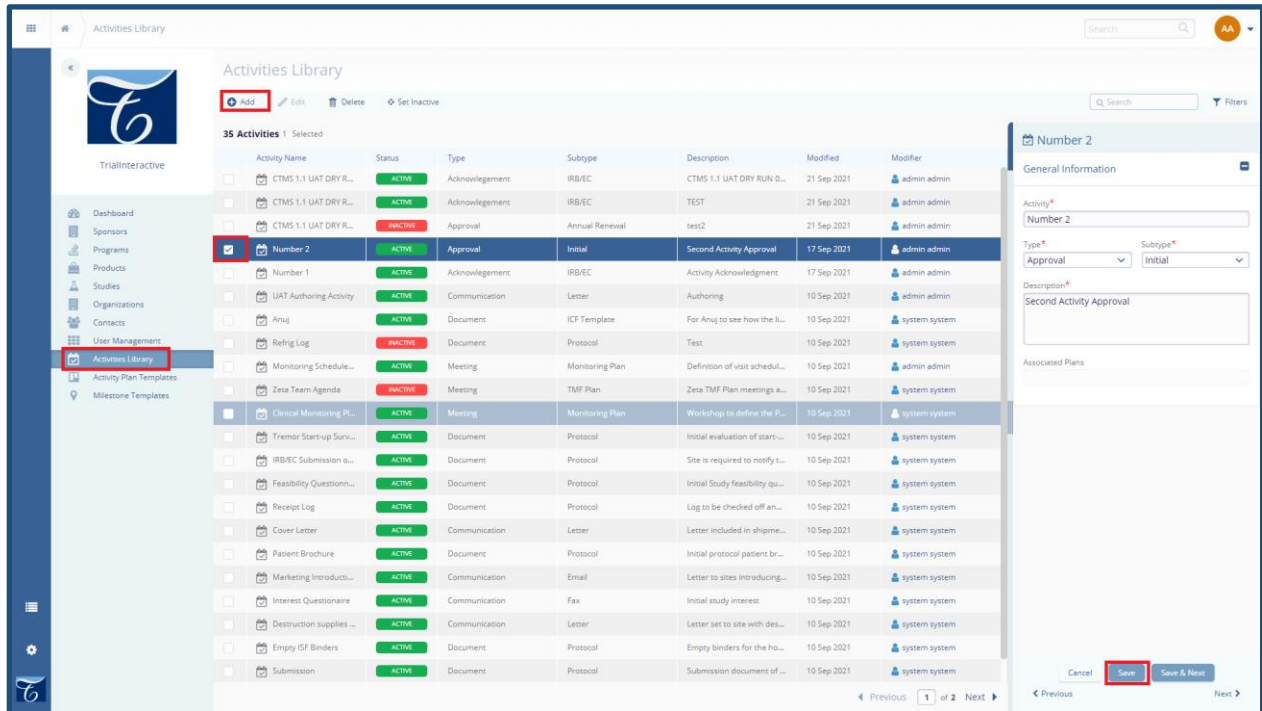 Activities Library
Search
AA
TrialInteractive
Dashboard
Sponsors
Programs
Products
Studies
Organizations
Contacts
User Management
Activities Library
Activity Plan Templates
Milestone Templates
Activities Library
Add Edit Delete Set Inactive
Search Filters
35 Activities 1 Selected
Activity Name Status Type Subtype Description Modified Modifier
CTMS 1.1 UAT DRY R... ACTIVE Acknowlegement IRB/EC CTMS 1.1 UAT DRY RUN 0... 21 Sep 2021 admin admin
CTMS 1.1 UAT DRY R... ACTIVE Acknowlegement IRB/EC TEST 21 Sep 2021 admin admin
CTMS 1.1 UAT DRY R... INACTIVE Approval Annual Renewal test2 21 Sep 2021 admin admin
Number 2 ACTIVE Approval Initial Second Activity Approval 17 Sep 2021 admin admin
Number 1 ACTIVE Acknowlegement IRB/EC Activity Acknowledgment 17 Sep 2021 admin admin
UAT Authoring Activity ACTIVE Communication Letter Authoring 10 Sep 2021 admin admin
Anuj ACTIVE Document ICF Template For Anuj to see how the li... 10 Sep 2021 system system
Refrig Log INACTIVE Document Protocol Test 10 Sep 2021 system system
Monitoring Schedule... ACTIVE Meeting Monitoring Plan Definition of visit schedul... 10 Sep 2021 admin admin
Zeta Team Agenda INACTIVE Meeting TMF Plan Zeta TMF Plan meetings a... 10 Sep 2021 system system
Clinical Monitoring Pl... ACTIVE Meeting Monitoring Plan Workshop to define the P... 10 Sep 2021 system system
Tremor Start-up Surv... ACTIVE Document Protocol Initial evaluation of start-... 10 Sep 2021 system system
IRB/EC Submission o... ACTIVE Document Protocol Site is required to notify t... 10 Sep 2021 system system
Feasibility Questionn... ACTIVE Document Protocol Initial Study feasibility qu... 10 Sep 2021 system system
Receipt Log ACTIVE Document Protocol Log to be checked off an... 10 Sep 2021 system system
Cover Letter ACTIVE Communication Letter Letter included in shipme... 10 Sep 2021 system system
Patient Brochure ACTIVE Document Protocol Initial protocol patient br... 10 Sep 2021 system system
Marketing Introducti... ACTIVE Communication Email Letter to sites introducing... 10 Sep 2021 system system
Interest Questionaire ACTIVE Communication Fax Initial study interest 10 Sep 2021 system system
Destruction supplies ... ACTIVE Communication Letter Letter set to site with des... 10 Sep 2021 system system
Empty ISF Binders ACTIVE Document Protocol Empty binders for the ho... 10 Sep 2021 system system
Submission ACTIVE Document Protocol Submission document of ... 10 Sep 2021 system system
Previous 1 of 2 Next
Number 2
General Information
Activity*
Number 2
Type* Subtype*
Approval Initial
Description*
Second Activity Approval
Associated Plans
Cancel Save Save & Next
Previous Next